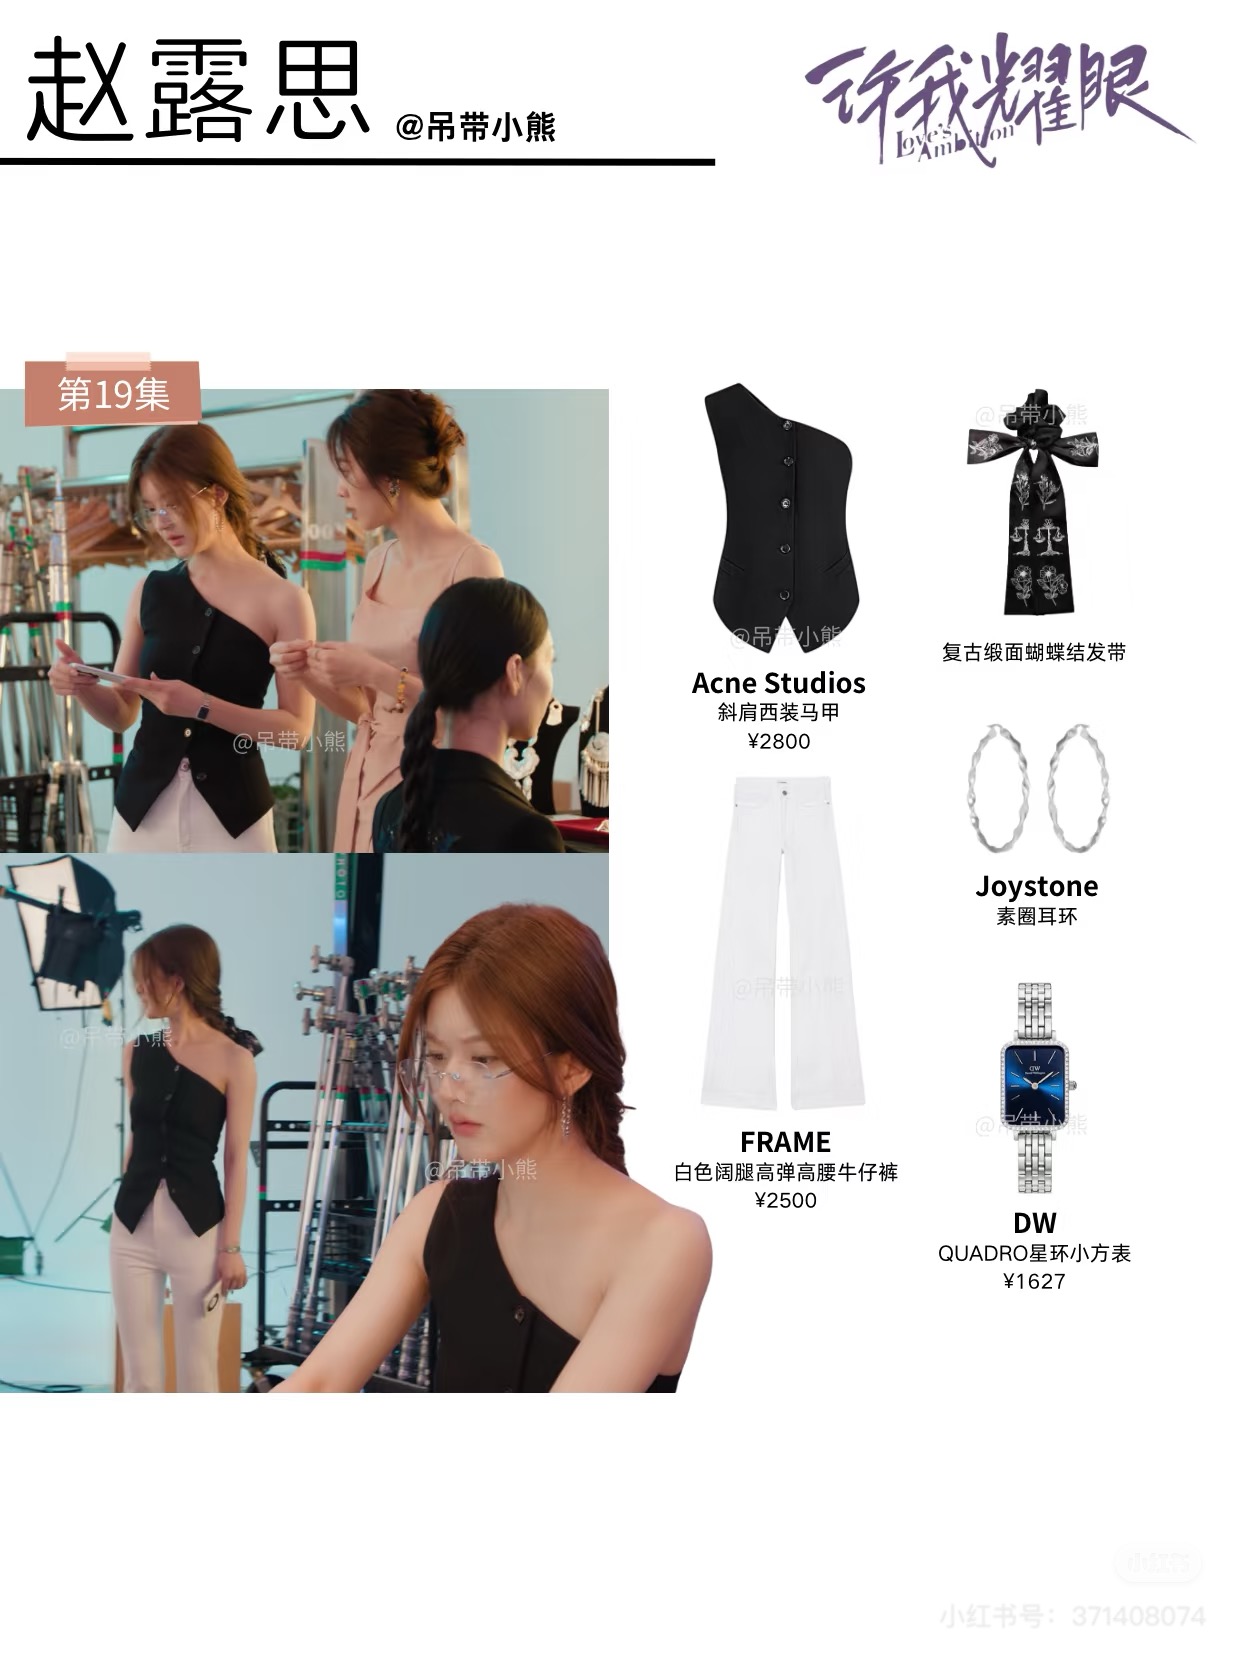 赵露思 @吊带小熊
许我耀眼
Love's
Ambition
第19集
@吊带小熊
@吊带小熊
@吊带小熊
@吊带小熊
Acne Studios
斜肩西装马甲
¥2800
@吊带小熊
复古缎面蝴蝶结发带
@吊带小熊
FRAME
白色阔腿高弹高腰牛仔裤
¥2500
Joystone
素圈耳环
@吊带小熊
DW
QUADRO星环小方表
¥1627
小红书
小红书号：371408074